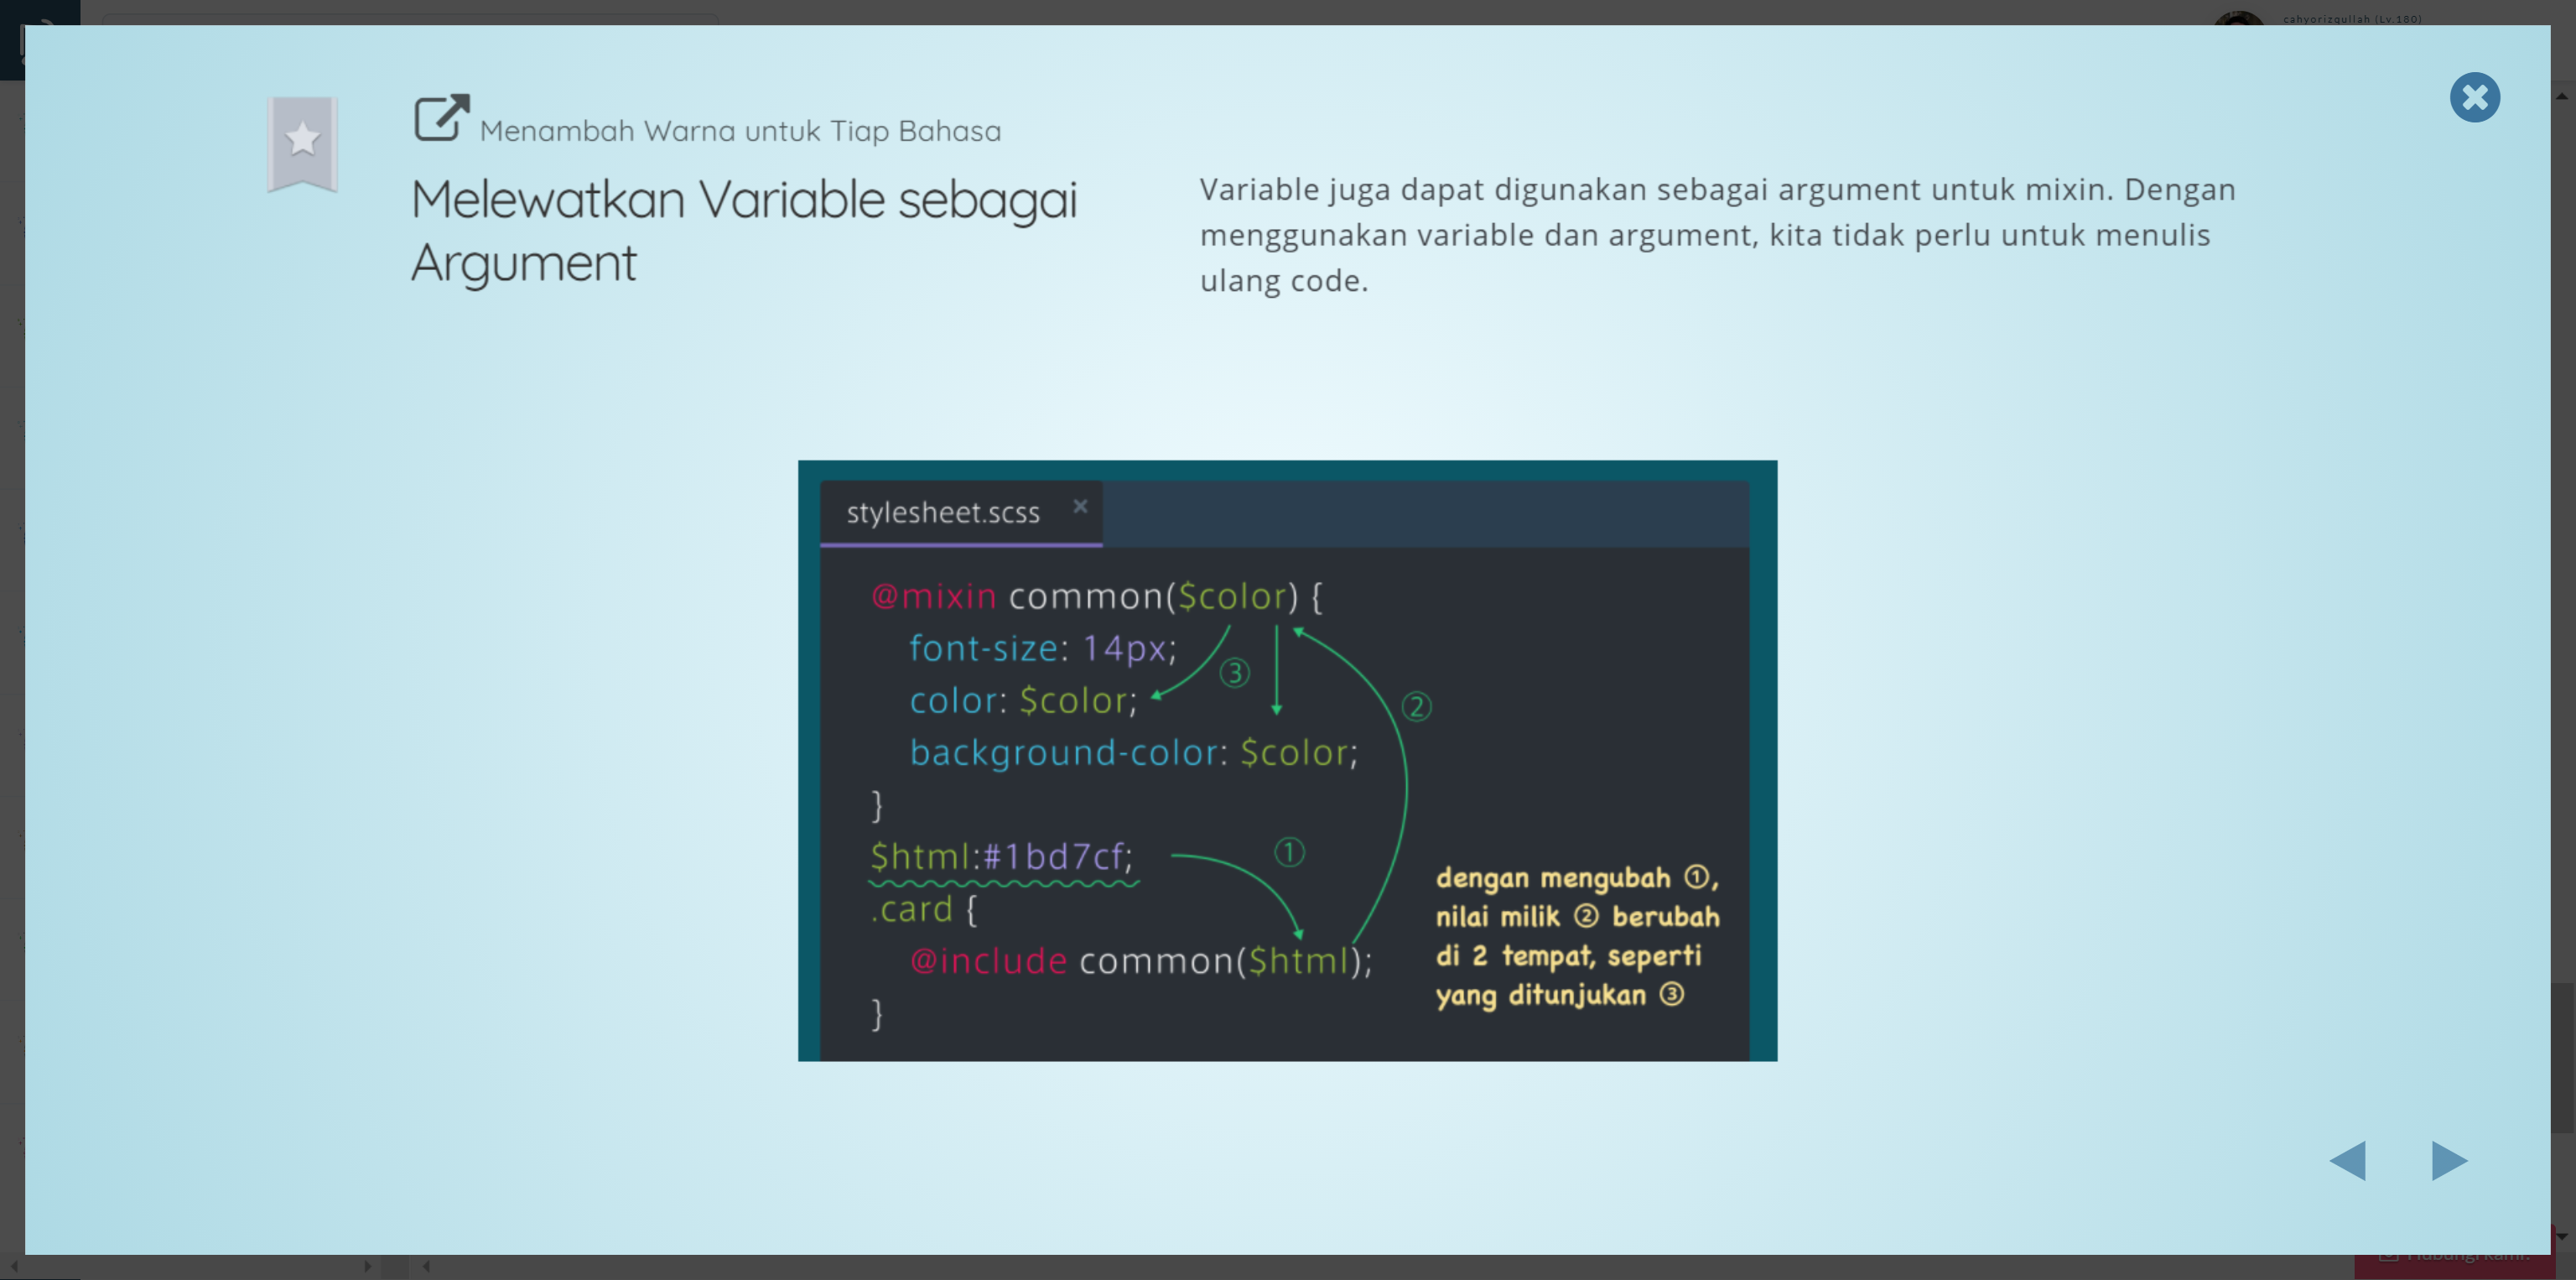 cahyorizqullah (Lv.180)
Menambah Warna untuk Tiap Bahasa
Melewatkan Variable sebagai
Argument
Variable juga dapat digunakan sebagai argument untuk mixin. Dengan
menggunakan variable dan argument, kita tidak perlu untuk menulis
ulang code.
stylesheet.scss ×
@mixin common($color) {
font-size: 14px;
③
color: $color;
②
background-color: $color;
}
$html:#1bd7cf;
①
.card {
@include common($html);
}
dengan mengubah ①,
nilai milik ② berubah
di 2 tempat, seperti
yang ditunjukan ③
Hubungi kami.